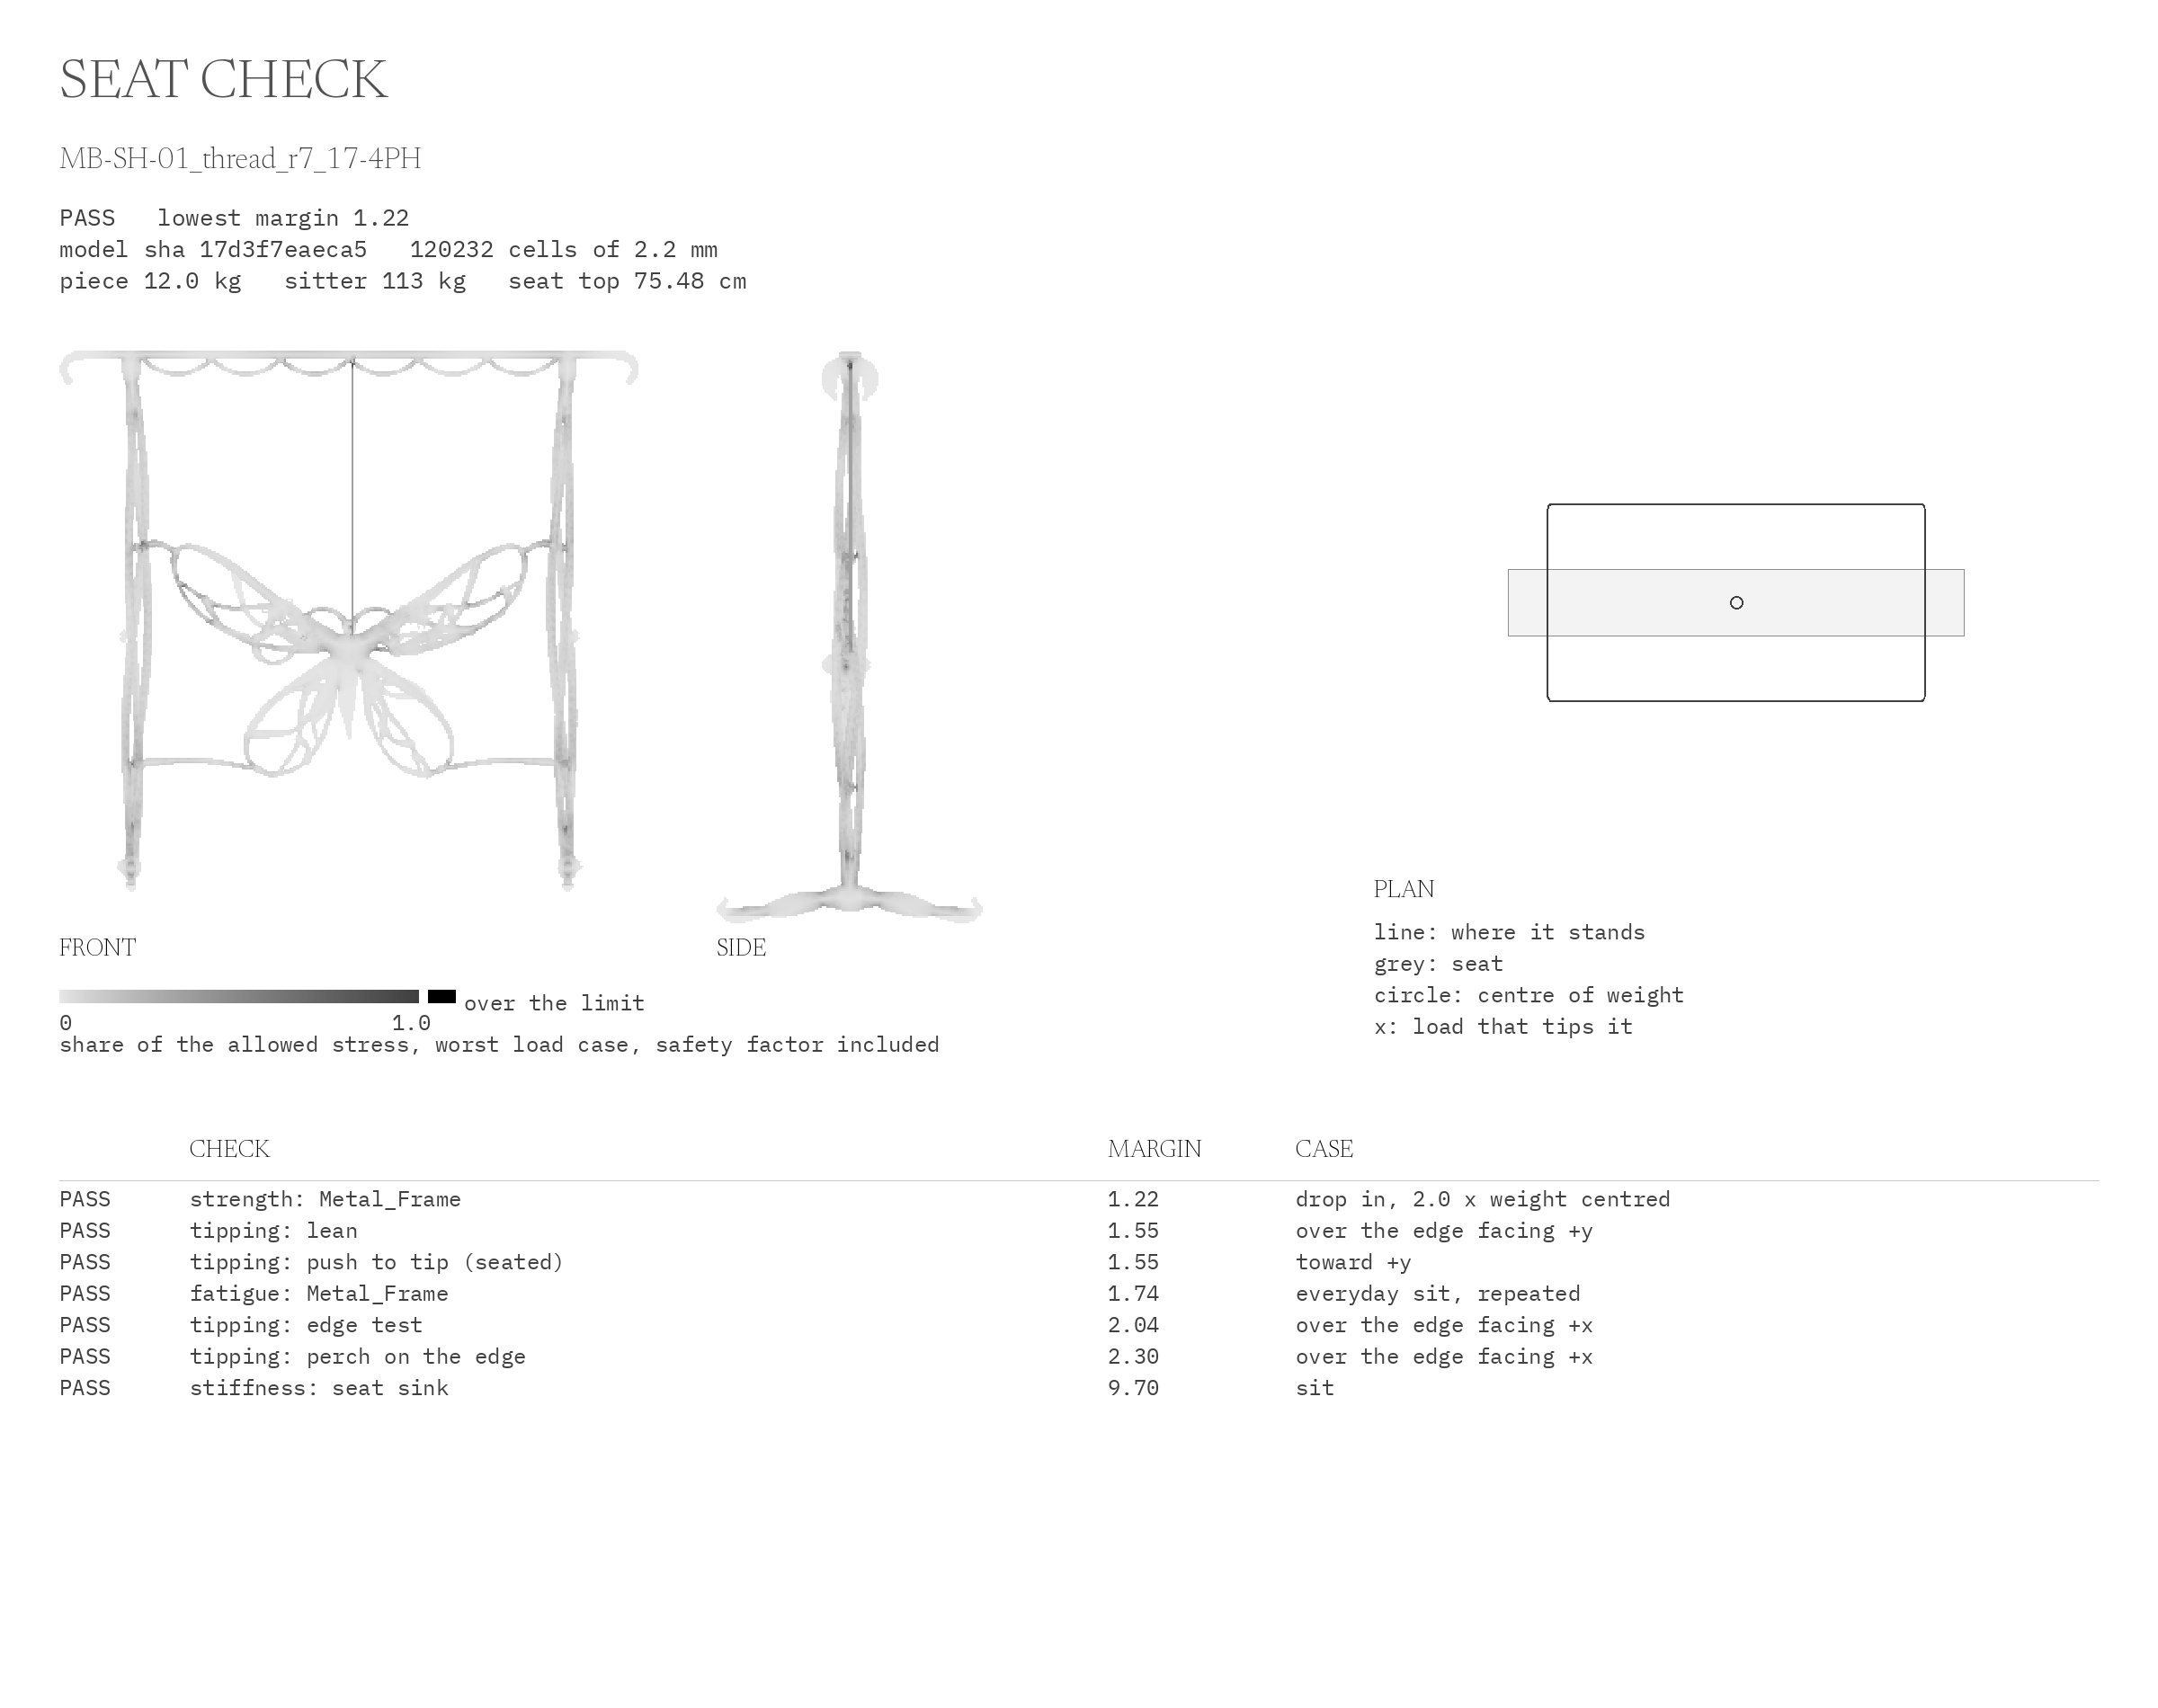 SEAT CHECK
MB-SH-01_thread_r7_17-4PH
PASS   lowest margin 1.22
model sha 17d3f7eaeca5   120232 cells of 2.2 mm
piece 12.0 kg   sitter 113 kg   seat top 75.48 cm
FRONT
SIDE
over the limit
0 1.0
share of the allowed stress, worst load case, safety factor included
PLAN
line: where it stands
grey: seat
circle: centre of weight
x: load that tips it
CHECK MARGIN CASE
PASS strength: Metal_Frame 1.22 drop in, 2.0 x weight centred
PASS tipping: lean 1.55 over the edge facing +y
PASS tipping: push to tip (seated) 1.55 toward +y
PASS fatigue: Metal_Frame 1.74 everyday sit, repeated
PASS tipping: edge test 2.04 over the edge facing +x
PASS tipping: perch on the edge 2.30 over the edge facing +x
PASS stiffness: seat sink 9.70 sit